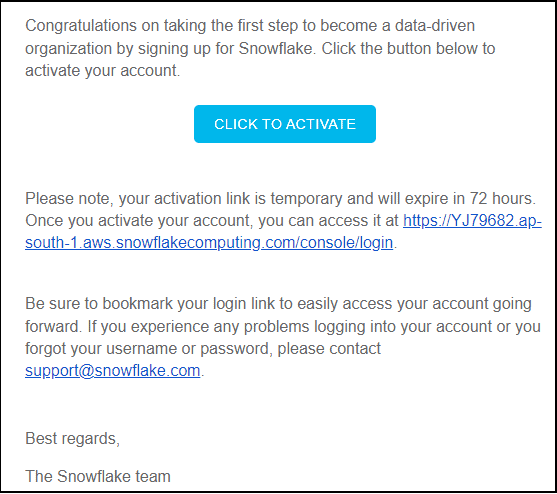 Congratulations on taking the first step to become a data-driven
organization by signing up for Snowflake. Click the button below to
activate your account.
CLICK TO ACTIVATE
Please note, your activation link is temporary and will expire in 72 hours.
Once you activate your account, you can access it at https://YJ79682.ap-
south-1.aws.snowflakecomputing.com/console/login.
Be sure to bookmark your login link to easily access your account going
forward. If you experience any problems logging into your account or you
forgot your username or password, please contact
support@snowflake.com.
Best regards,
The Snowflake team